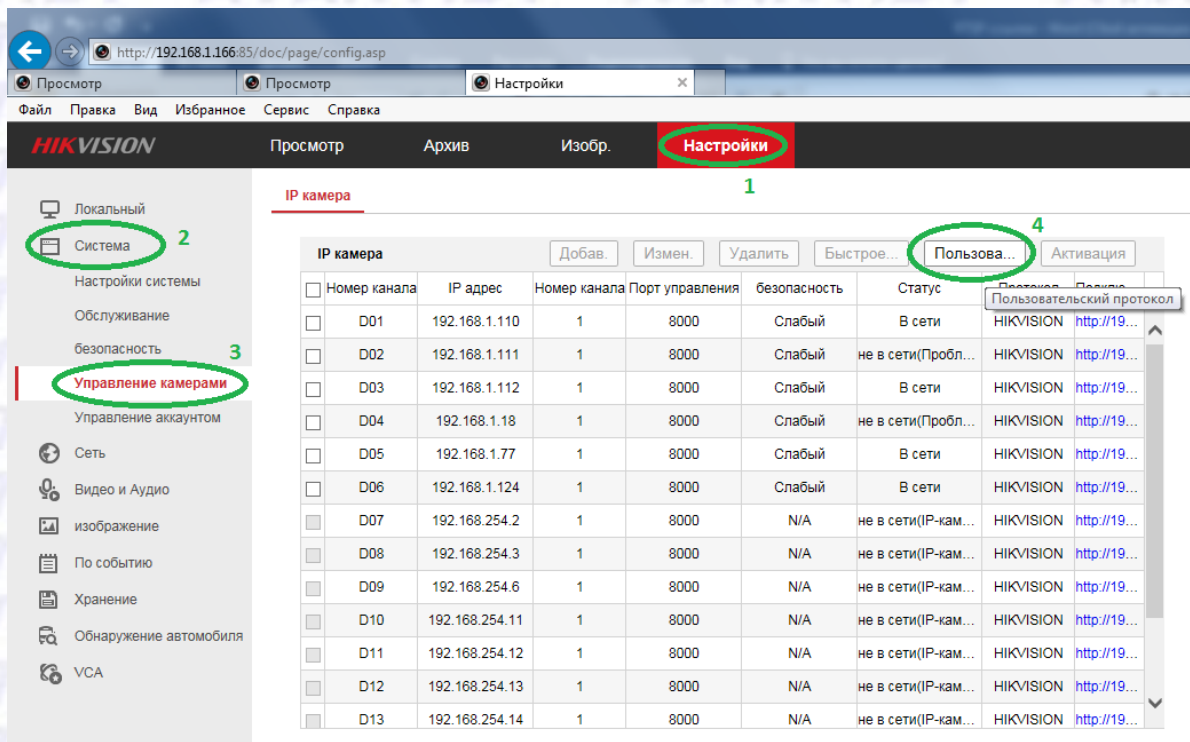 http://192.168.1.166:85/doc/page/config.asp
Просмотр Просмотр Настройки ×
Файл Правка Вид Избранное Сервис Справка
HIKVISION Просмотр Архив Изобр. Настройки
1
IP камера
Локальный
Система 2
Настройки системы
Обслуживание
безопасность
3
Управление камерами
Управление аккаунтом
Сеть
Видео и Аудио
изображение
По событию
Хранение
Обнаружение автомобиля
VCA
4
IP камера Добав. Измен. Удалить Быстрое... Пользова... Активация
Номер канала IP адрес Номер канала Порт управления безопасность Статус Протокол Подклю
Пользовательский протокол
D01 192.168.1.110 1 8000 Слабый В сети HIKVISION http://19...
D02 192.168.1.111 1 8000 Слабый не в сети(Пробл... HIKVISION http://19...
D03 192.168.1.112 1 8000 Слабый В сети HIKVISION http://19...
D04 192.168.1.18 1 8000 Слабый не в сети(Пробл... HIKVISION http://19...
D05 192.168.1.77 1 8000 Слабый В сети HIKVISION http://19...
D06 192.168.1.124 1 8000 Слабый В сети HIKVISION http://19...
D07 192.168.254.2 1 8000 N/A не в сети(IP-кам... HIKVISION http://19...
D08 192.168.254.3 1 8000 N/A не в сети(IP-кам... HIKVISION http://19...
D09 192.168.254.6 1 8000 N/A не в сети(IP-кам... HIKVISION http://19...
D10 192.168.254.11 1 8000 N/A не в сети(IP-кам... HIKVISION http://19...
D11 192.168.254.12 1 8000 N/A не в сети(IP-кам... HIKVISION http://19...
D12 192.168.254.13 1 8000 N/A не в сети(IP-кам... HIKVISION http://19...
D13 192.168.254.14 1 8000 N/A не в сети(IP-кам... HIKVISION http://19...